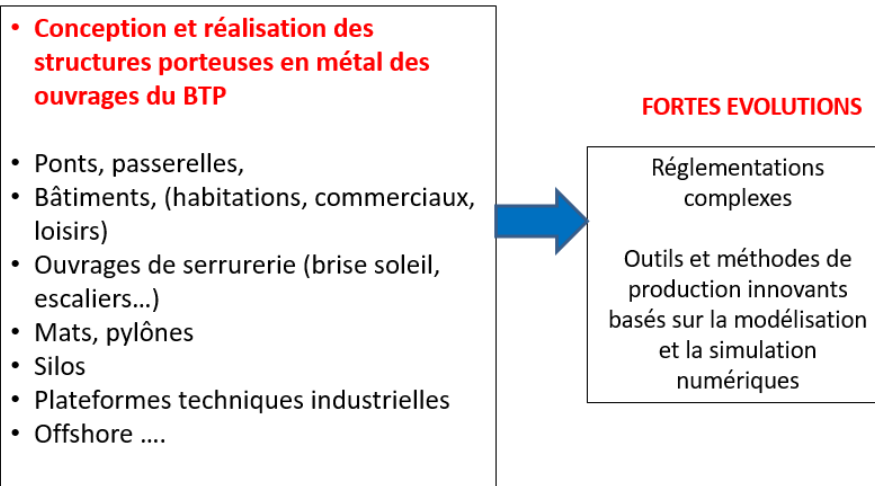 • Conception et réalisation des
structures porteuses en métal des
ouvrages du BTP
• Ponts, passerelles,
• Bâtiments, (habitations, commerciaux,
loisirs)
• Ouvrages de serrurerie (brise soleil,
escaliers…)
• Mats, pylônes
• Silos
• Plateformes techniques industrielles
• Offshore ….
FORTES EVOLUTIONS
Réglementations
complexes
Outils et méthodes de
production innovants
basés sur la modélisation
et la simulation
numériques